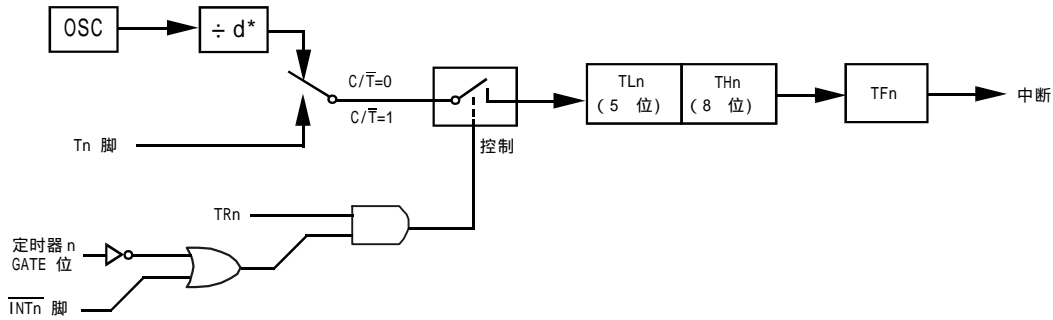 OSC
÷ d*
C/T̅=0
C/T̅=1
Tn 脚
控制
TLn
(5 位)
THn
(8 位)
TFn
中断
TRn
定时器 n
GATE 位
I̅N̅T̅n̅ 脚